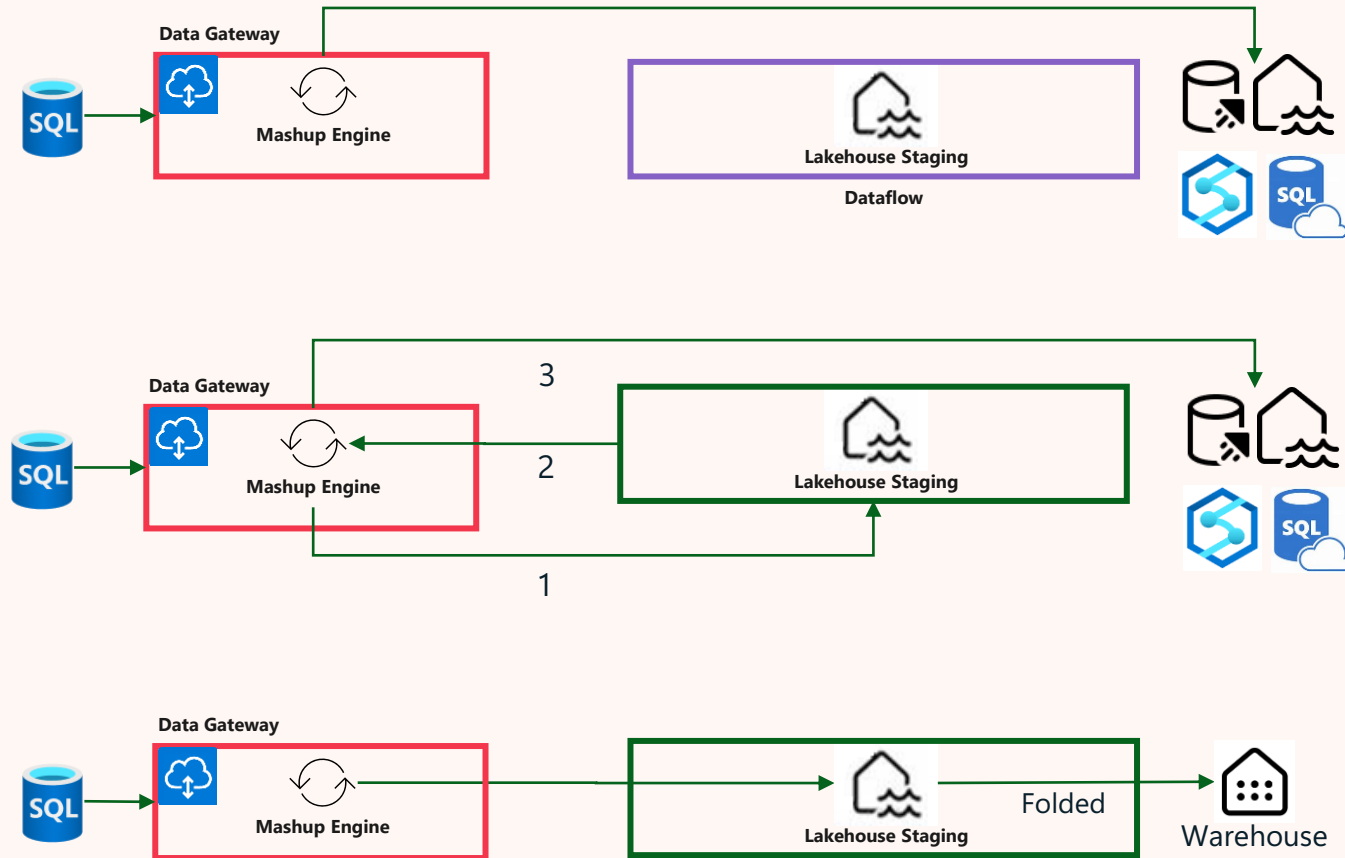 Data Gateway
SQL
Mashup Engine
Lakehouse Staging
Dataflow
SQL
3
Data Gateway
SQL
Mashup Engine
2
Lakehouse Staging
SQL
1
Data Gateway
SQL
Mashup Engine
Lakehouse Staging
Folded
Warehouse